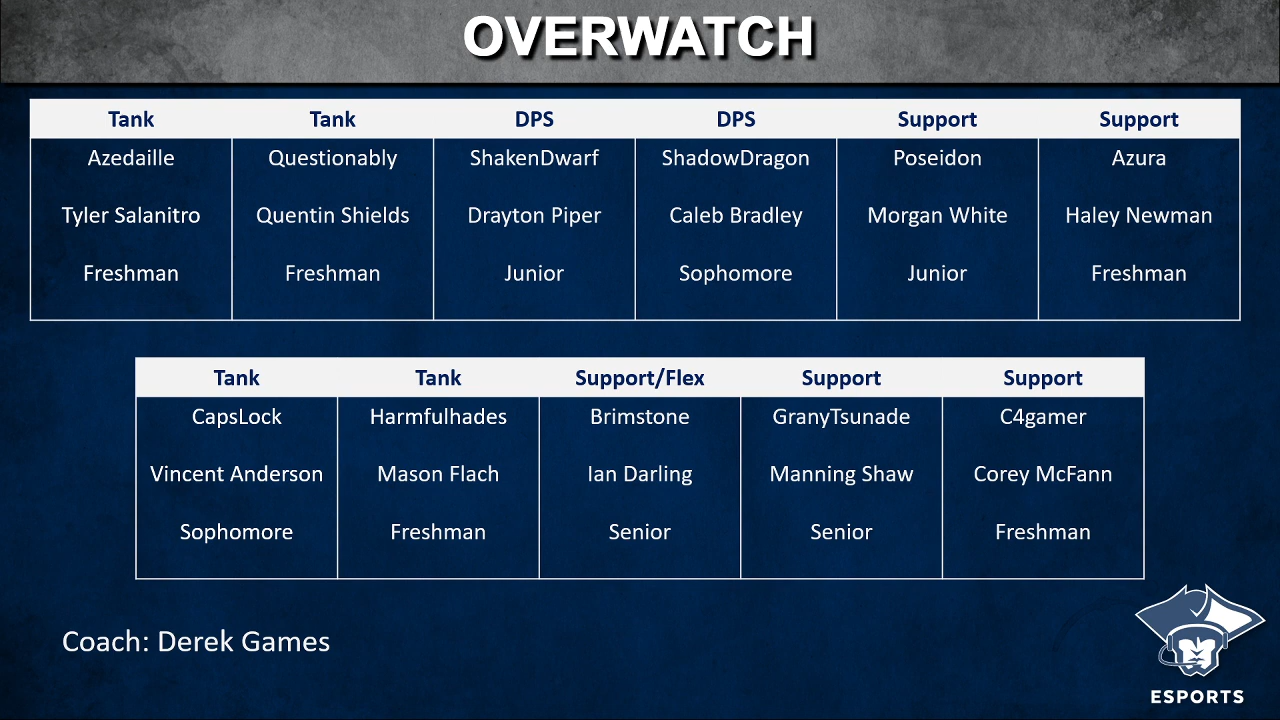 OVERWATCH
Tank Tank DPS DPS Support Support
Azedaille Questionably ShakenDwarf ShadowDragon Poseidon Azura
Tyler Salanitro Quentin Shields Drayton Piper Caleb Bradley Morgan White Haley Newman
Freshman Freshman Junior Sophomore Junior Freshman
Tank Tank Support/Flex Support Support
CapsLock Harmfulhades Brimstone GranyTsunade C4gamer
Vincent Anderson Mason Flach Ian Darling Manning Shaw Corey McFann
Sophomore Freshman Senior Senior Freshman
Coach: Derek Games
ESPORTS